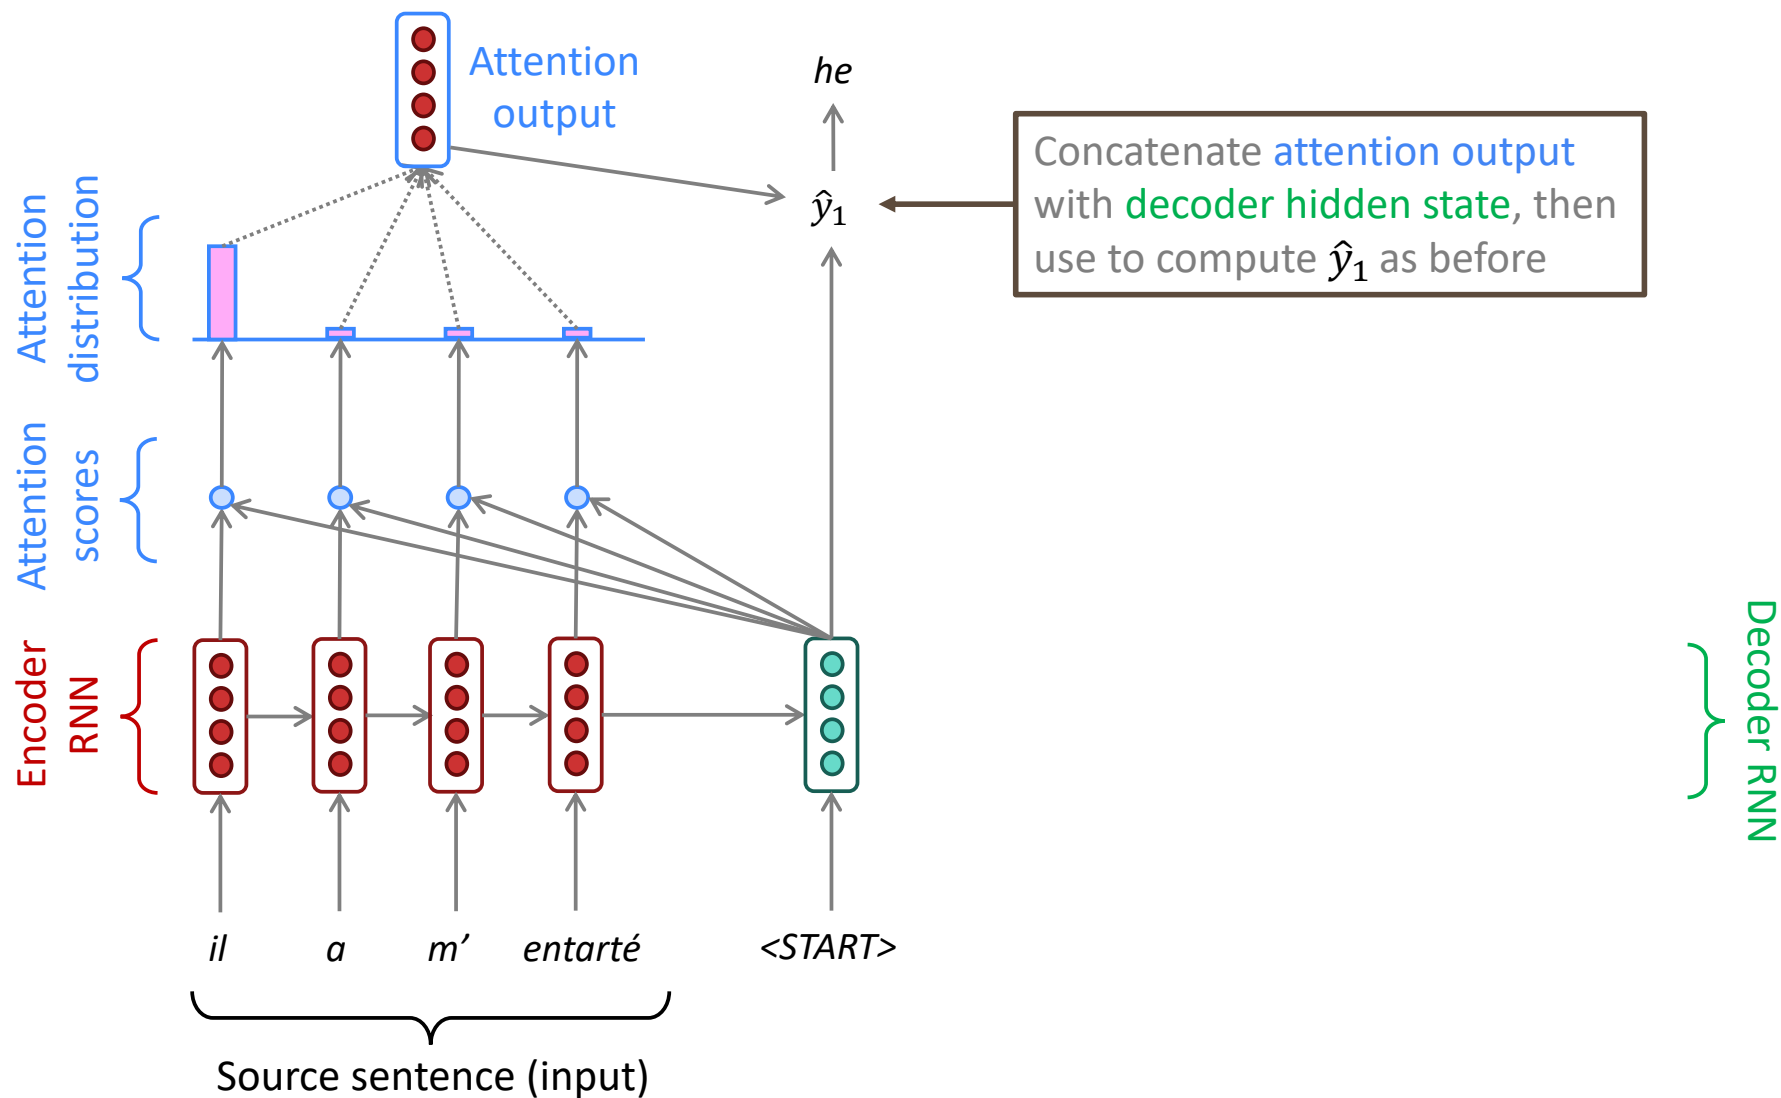 Attention
output
he
Concatenate attention output
with decoder hidden state, then
use to compute ŷ₁ as before
ŷ₁
Attention
distribution
Attention
scores
Encoder
RNN
Decoder RNN
il
a
m’
entarté
<START>
Source sentence (input)